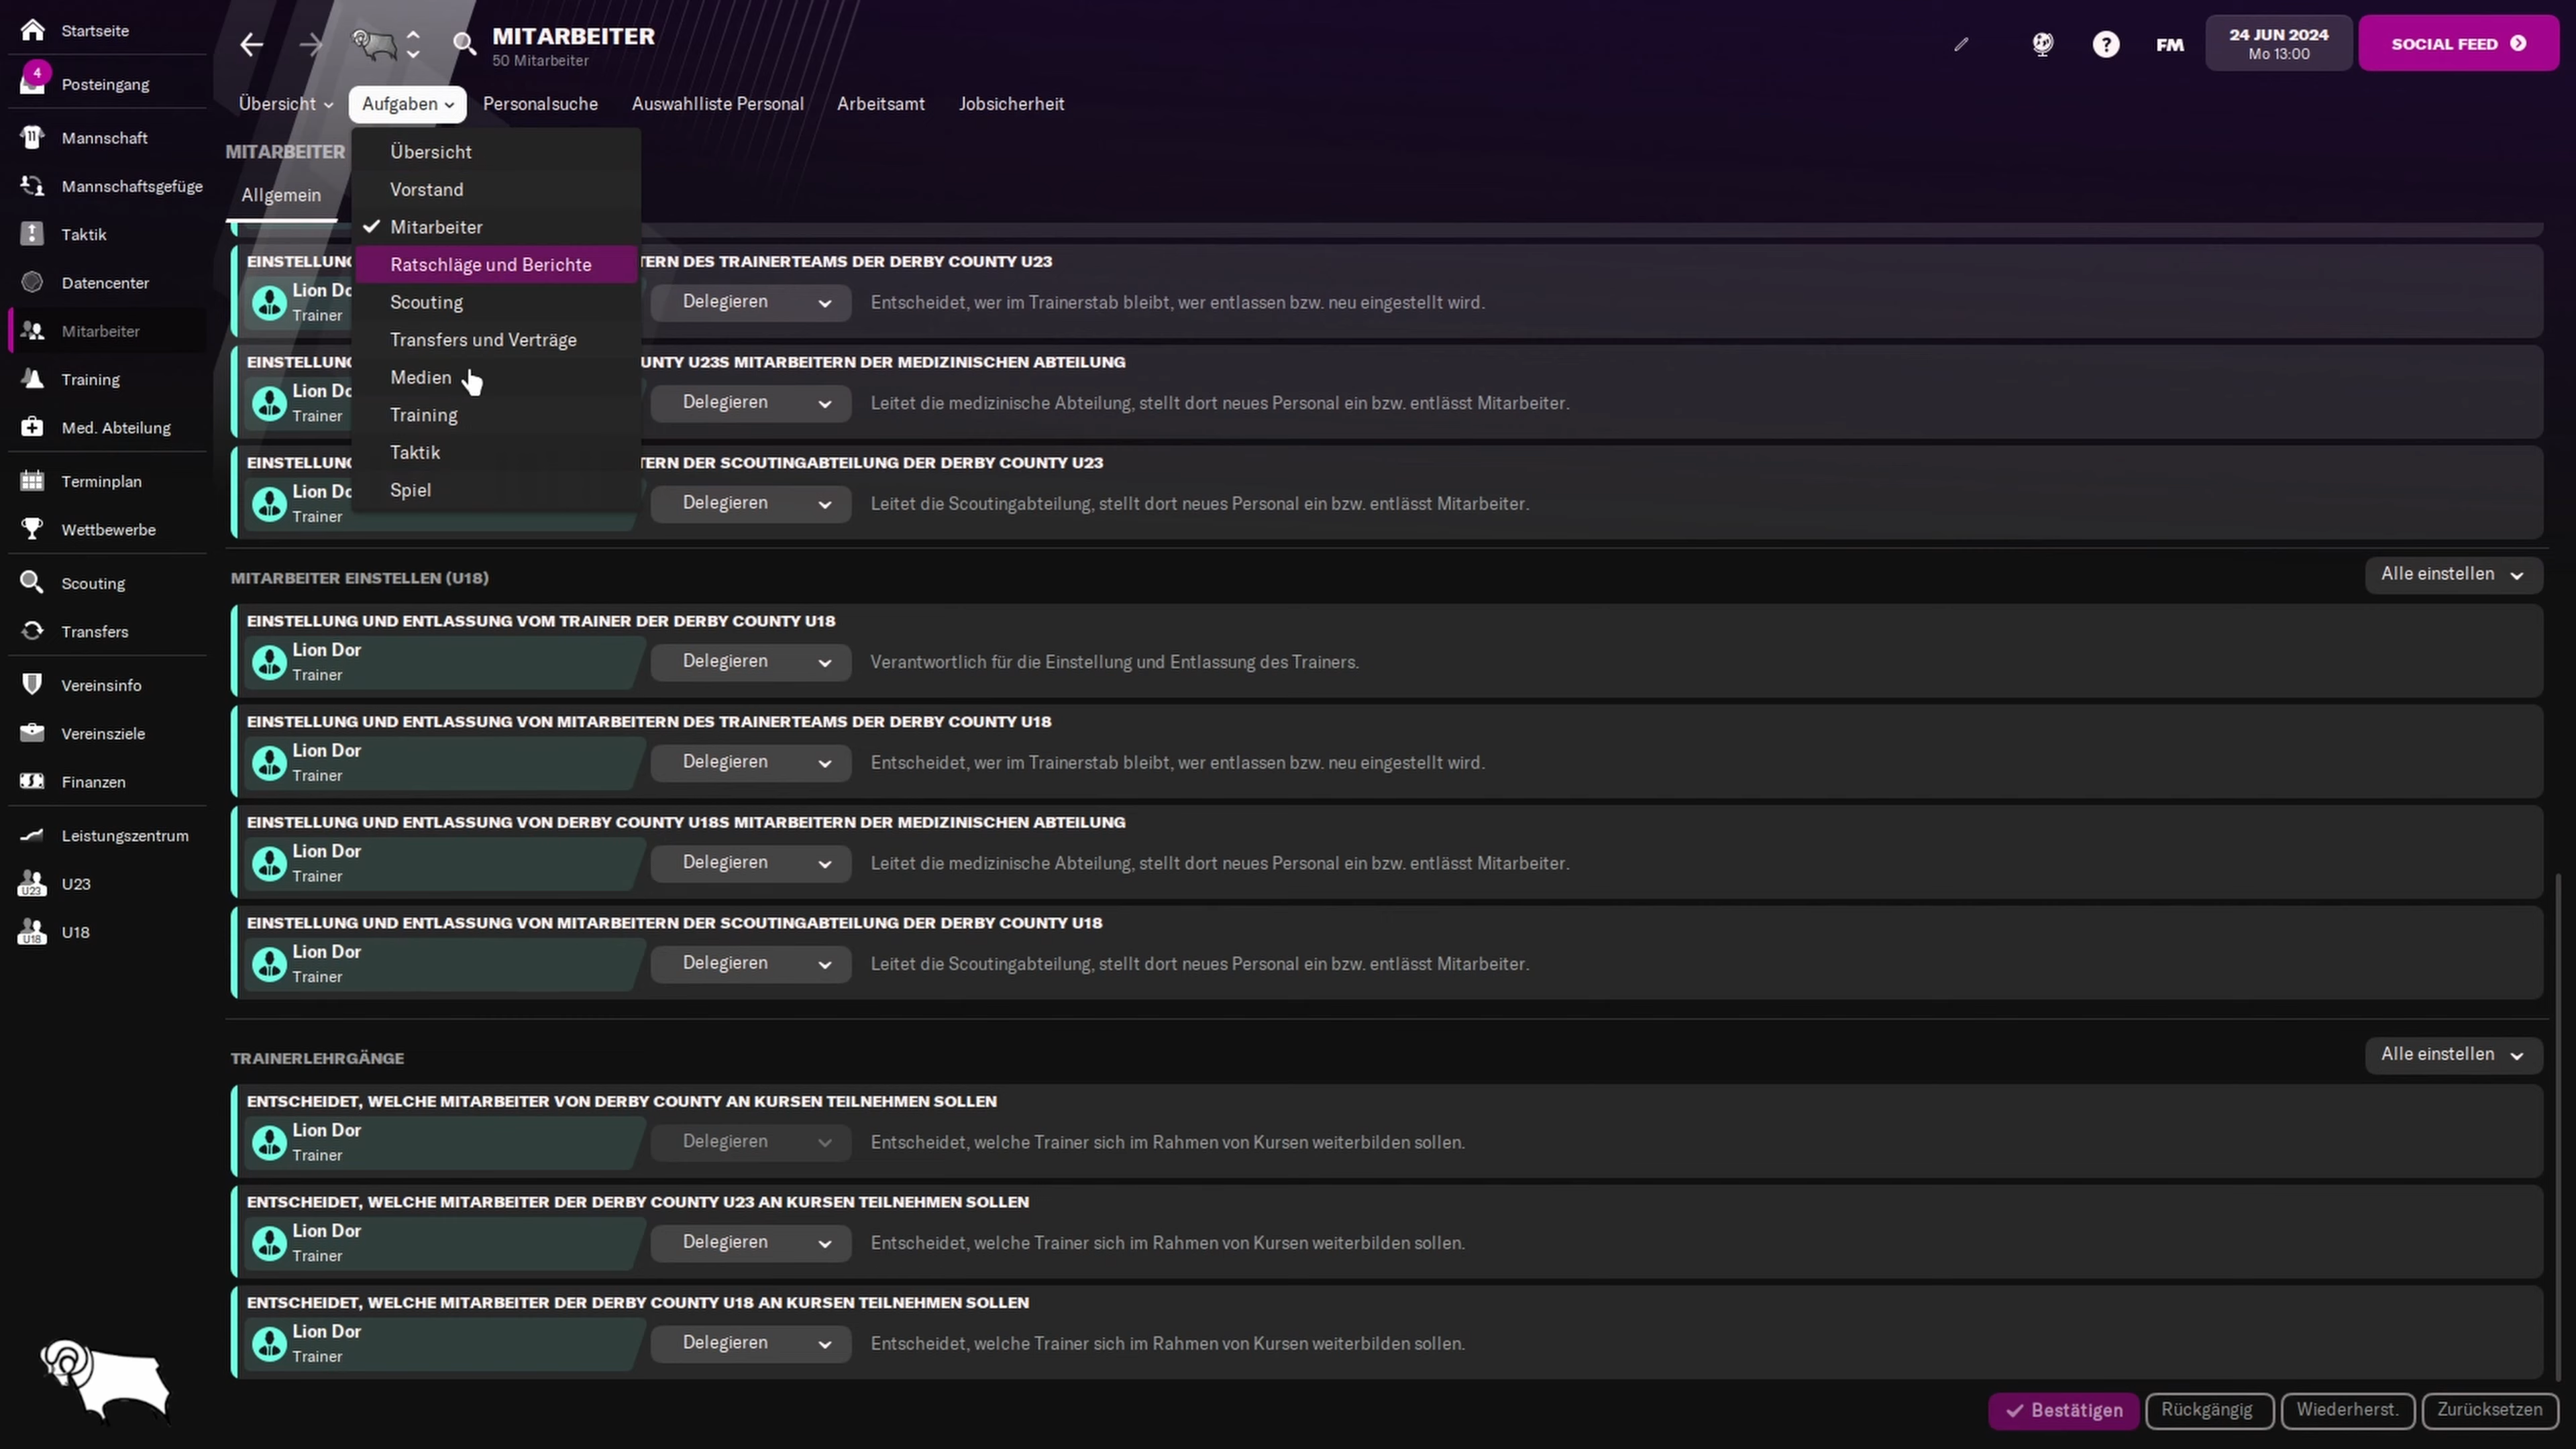 Startseite
4
Posteingang
Mannschaft
Mannschaftsgefüge
Taktik
Datencenter
Mitarbeiter
Training
Med. Abteilung
Terminplan
Wettbewerbe
Scouting
Transfers
Vereinsinfo
Vereinsziele
Finanzen
Leistungszentrum
U23
U23
U18
U18
MITARBEITER
50 Mitarbeiter
FM
24 JUN 2024
Mo 13:00
SOCIAL FEED
Übersicht
Aufgaben
Personalsuche
Auswahlliste Personal
Arbeitsamt
Jobsicherheit
MITARBEITER
Allgemein
Übersicht
Vorstand
Mitarbeiter
Ratschläge und Berichte
Scouting
Transfers und Verträge
Medien
Training
Taktik
Spiel
EINSTELLUNG TERN DES TRAINERTEAMS DER DERBY COUNTY U23
Lion Do
Trainer
Delegieren
Entscheidet, wer im Trainerstab bleibt, wer entlassen bzw. neu eingestellt wird.
EINSTELLUNG UNTY U23S MITARBEITERN DER MEDIZINISCHEN ABTEILUNG
Lion Do
Trainer
Delegieren
Leitet die medizinische Abteilung, stellt dort neues Personal ein bzw. entlässt Mitarbeiter.
EINSTELLUNG TERN DER SCOUTINGABTEILUNG DER DERBY COUNTY U23
Lion Do
Trainer
Delegieren
Leitet die Scoutingabteilung, stellt dort neues Personal ein bzw. entlässt Mitarbeiter.
MITARBEITER EINSTELLEN (U18)
Alle einstellen
EINSTELLUNG UND ENTLASSUNG VOM TRAINER DER DERBY COUNTY U18
Lion Dor
Trainer
Delegieren
Verantwortlich für die Einstellung und Entlassung des Trainers.
EINSTELLUNG UND ENTLASSUNG VON MITARBEITERN DES TRAINERTEAMS DER DERBY COUNTY U18
Lion Dor
Trainer
Delegieren
Entscheidet, wer im Trainerstab bleibt, wer entlassen bzw. neu eingestellt wird.
EINSTELLUNG UND ENTLASSUNG VON DERBY COUNTY U18S MITARBEITERN DER MEDIZINISCHEN ABTEILUNG
Lion Dor
Trainer
Delegieren
Leitet die medizinische Abteilung, stellt dort neues Personal ein bzw. entlässt Mitarbeiter.
EINSTELLUNG UND ENTLASSUNG VON MITARBEITERN DER SCOUTINGABTEILUNG DER DERBY COUNTY U18
Lion Dor
Trainer
Delegieren
Leitet die Scoutingabteilung, stellt dort neues Personal ein bzw. entlässt Mitarbeiter.
TRAINERLEHRGÄNGE
Alle einstellen
ENTSCHEIDET, WELCHE MITARBEITER VON DERBY COUNTY AN KURSEN TEILNEHMEN SOLLEN
Lion Dor
Trainer
Delegieren
Entscheidet, welche Trainer sich im Rahmen von Kursen weiterbilden sollen.
ENTSCHEIDET, WELCHE MITARBEITER DER DERBY COUNTY U23 AN KURSEN TEILNEHMEN SOLLEN
Lion Dor
Trainer
Delegieren
Entscheidet, welche Trainer sich im Rahmen von Kursen weiterbilden sollen.
ENTSCHEIDET, WELCHE MITARBEITER DER DERBY COUNTY U18 AN KURSEN TEILNEHMEN SOLLEN
Lion Dor
Trainer
Delegieren
Entscheidet, welche Trainer sich im Rahmen von Kursen weiterbilden sollen.
Bestätigen
Rückgängig
Wiederherst.
Zurücksetzen